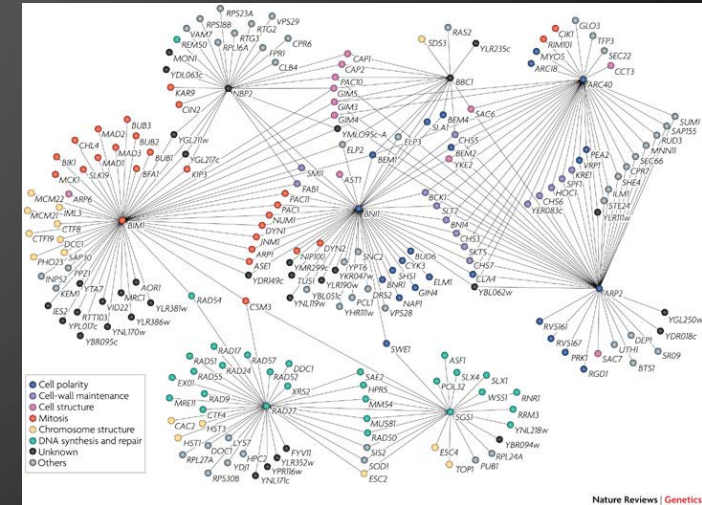 RPS23A
RPS18B
VPS29
VAM7
RTG2
REM50
RTG3
CPR6
RPL16A
MON1
FPR1
YDL063c
CLB4
KAR9
NBP2
CIN2
CAP1
CAP2
PAC10
GIM5
GIM3
GIM4
YMLO95c-A
ELP2
ELP3
SDS3
RAS2
YLR235c
BBC1
SAC6
BEM4
SLA1
CHS5
BEM2
YKE2
BEM1
GLO3
CIK1
TFP3
RIM101
MYO5
SEC22
ARC18
CCT3
ARC40
SUM1
SAP155
RUD3
MNN11
SEC66
CPR7
SHE4
ILM1
STE24
YLR111w
PEA2
VRP1
KRE1
SPF1
HOC1
CHS6
YER083c
YGL211w
YGL217c
KIP3
BUB3
MAD2
BUB2
CHL4
MAD3
BUB1
MAD1
BIK1
SLK19
BFA1
MCK1
ARP6
MCM22
IML3
MCM21
CTF8
CTF19
DCC1
PHO23
SAP30
BIM1
INP52
PPZ1
KEM1
YTA7
AOR1
IES2
MRC1
VID22
YLR381w
RTT103
YLR386w
YPL017c
YNL170w
YBR095c
SMI1
FAB1
AST1
PAC11
PAC1
NUM1
DYN1
JNM1
ARP1
ASE1
YDR149c
NIP100
DYN2
YMR299c
YKR047w
TUS1
YLR190w
YNL119w
YBL051c
YPT6
SNC2
DRS2
PCL1
YHR111w
VPS28
BNI1
BUD6
CYK3
BNR1
ELM1
GIN4
NAP1
BCK1
SLT2
BNI4
CHS3
SKT5
CHS7
CLA4
YBL062w
ARP2
RVS161
RVS167
PRK1
RGD1
SAC7
UTH1
DEP1
BTS1
SR09
YDR018c
YGL250w
RAD54
CSM3
SWE1
RAD17
RAD57
RAD51
DDC1
RAD24
RAD52
RAD55
EX01
XRS2
MRE11
RAD9
CTF4
RAD27
CAC2
HST3
HST1
LYS7
DOC1
RPL27A
HPC2
FYV11
YDJ1
YLR352w
RPS30B
YPR116w
YNL171c
SAE2
HPR5
MMS4
MUS81
RAD50
SIS2
SOD1
ESC2
ASF1
SLX4
SLX1
POL32
WSS1
RNR1
RRM3
SGS1
YNL218w
YBR094w
ESC4
RPL24A
TOP1
PUB1
Cell polarity
Cell-wall maintenance
Cell structure
Mitosis
Chromosome structure
DNA synthesis and repair
Unknown
Others
Nature Reviews | Genetics